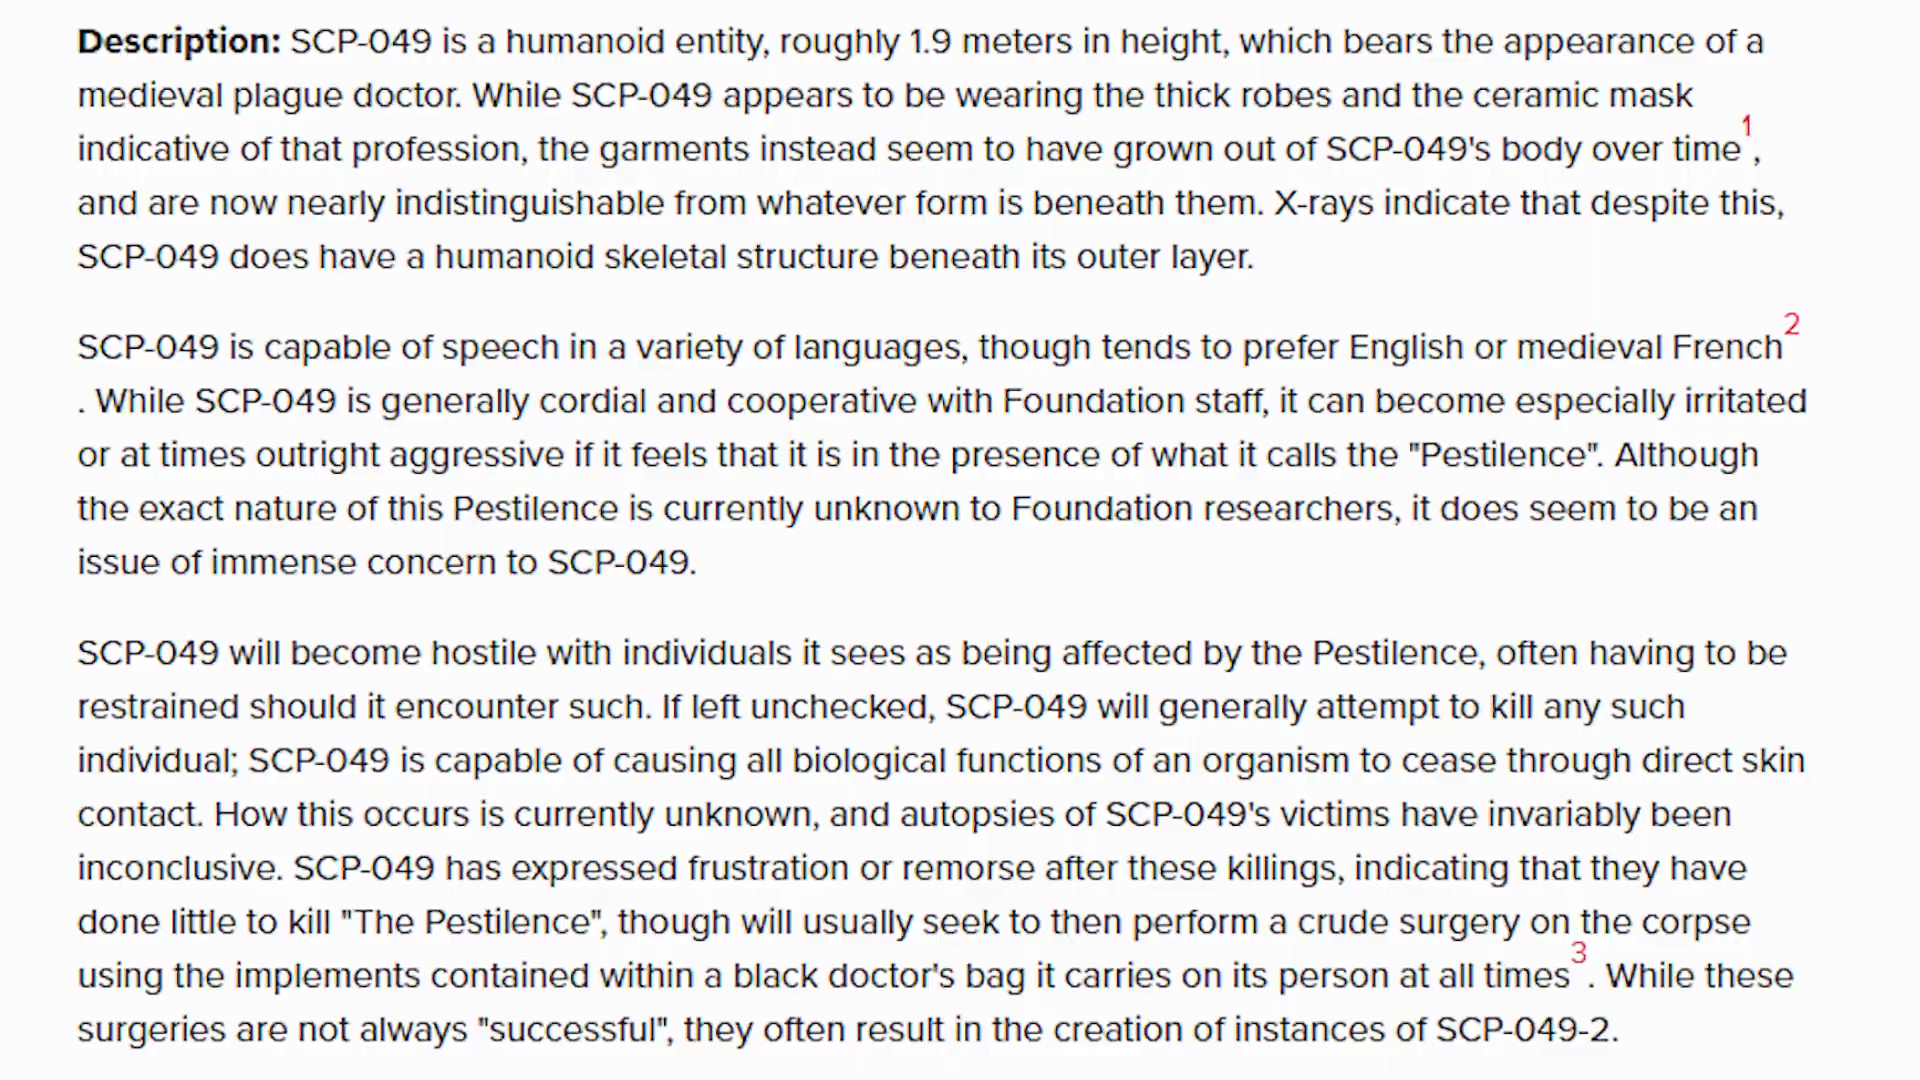 Description: SCP-049 is a humanoid entity, roughly 1.9 meters in height, which bears the appearance of a
medieval plague doctor. While SCP-049 appears to be wearing the thick robes and the ceramic mask
indicative of that profession, the garments instead seem to have grown out of SCP-049's body over time1,
and are now nearly indistinguishable from whatever form is beneath them. X-rays indicate that despite this,
SCP-049 does have a humanoid skeletal structure beneath its outer layer.
SCP-049 is capable of speech in a variety of languages, though tends to prefer English or medieval French2
. While SCP-049 is generally cordial and cooperative with Foundation staff, it can become especially irritated
or at times outright aggressive if it feels that it is in the presence of what it calls the "Pestilence". Although
the exact nature of this Pestilence is currently unknown to Foundation researchers, it does seem to be an
issue of immense concern to SCP-049.
SCP-049 will become hostile with individuals it sees as being affected by the Pestilence, often having to be
restrained should it encounter such. If left unchecked, SCP-049 will generally attempt to kill any such
individual; SCP-049 is capable of causing all biological functions of an organism to cease through direct skin
contact. How this occurs is currently unknown, and autopsies of SCP-049's victims have invariably been
inconclusive. SCP-049 has expressed frustration or remorse after these killings, indicating that they have
done little to kill "The Pestilence", though will usually seek to then perform a crude surgery on the corpse
using the implements contained within a black doctor's bag it carries on its person at all times3. While these
surgeries are not always "successful", they often result in the creation of instances of SCP-049-2.